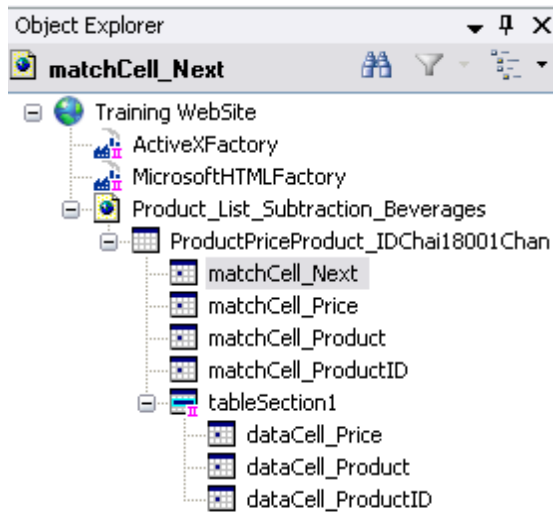 Object Explorer
matchCell_Next
Training WebSite
ActiveXFactory
MicrosoftHTMLFactory
Product_List_Subtraction_Beverages
ProductPriceProduct_IDChai18001Chan
matchCell_Next
matchCell_Price
matchCell_Product
matchCell_ProductID
tableSection1
dataCell_Price
dataCell_Product
dataCell_ProductID